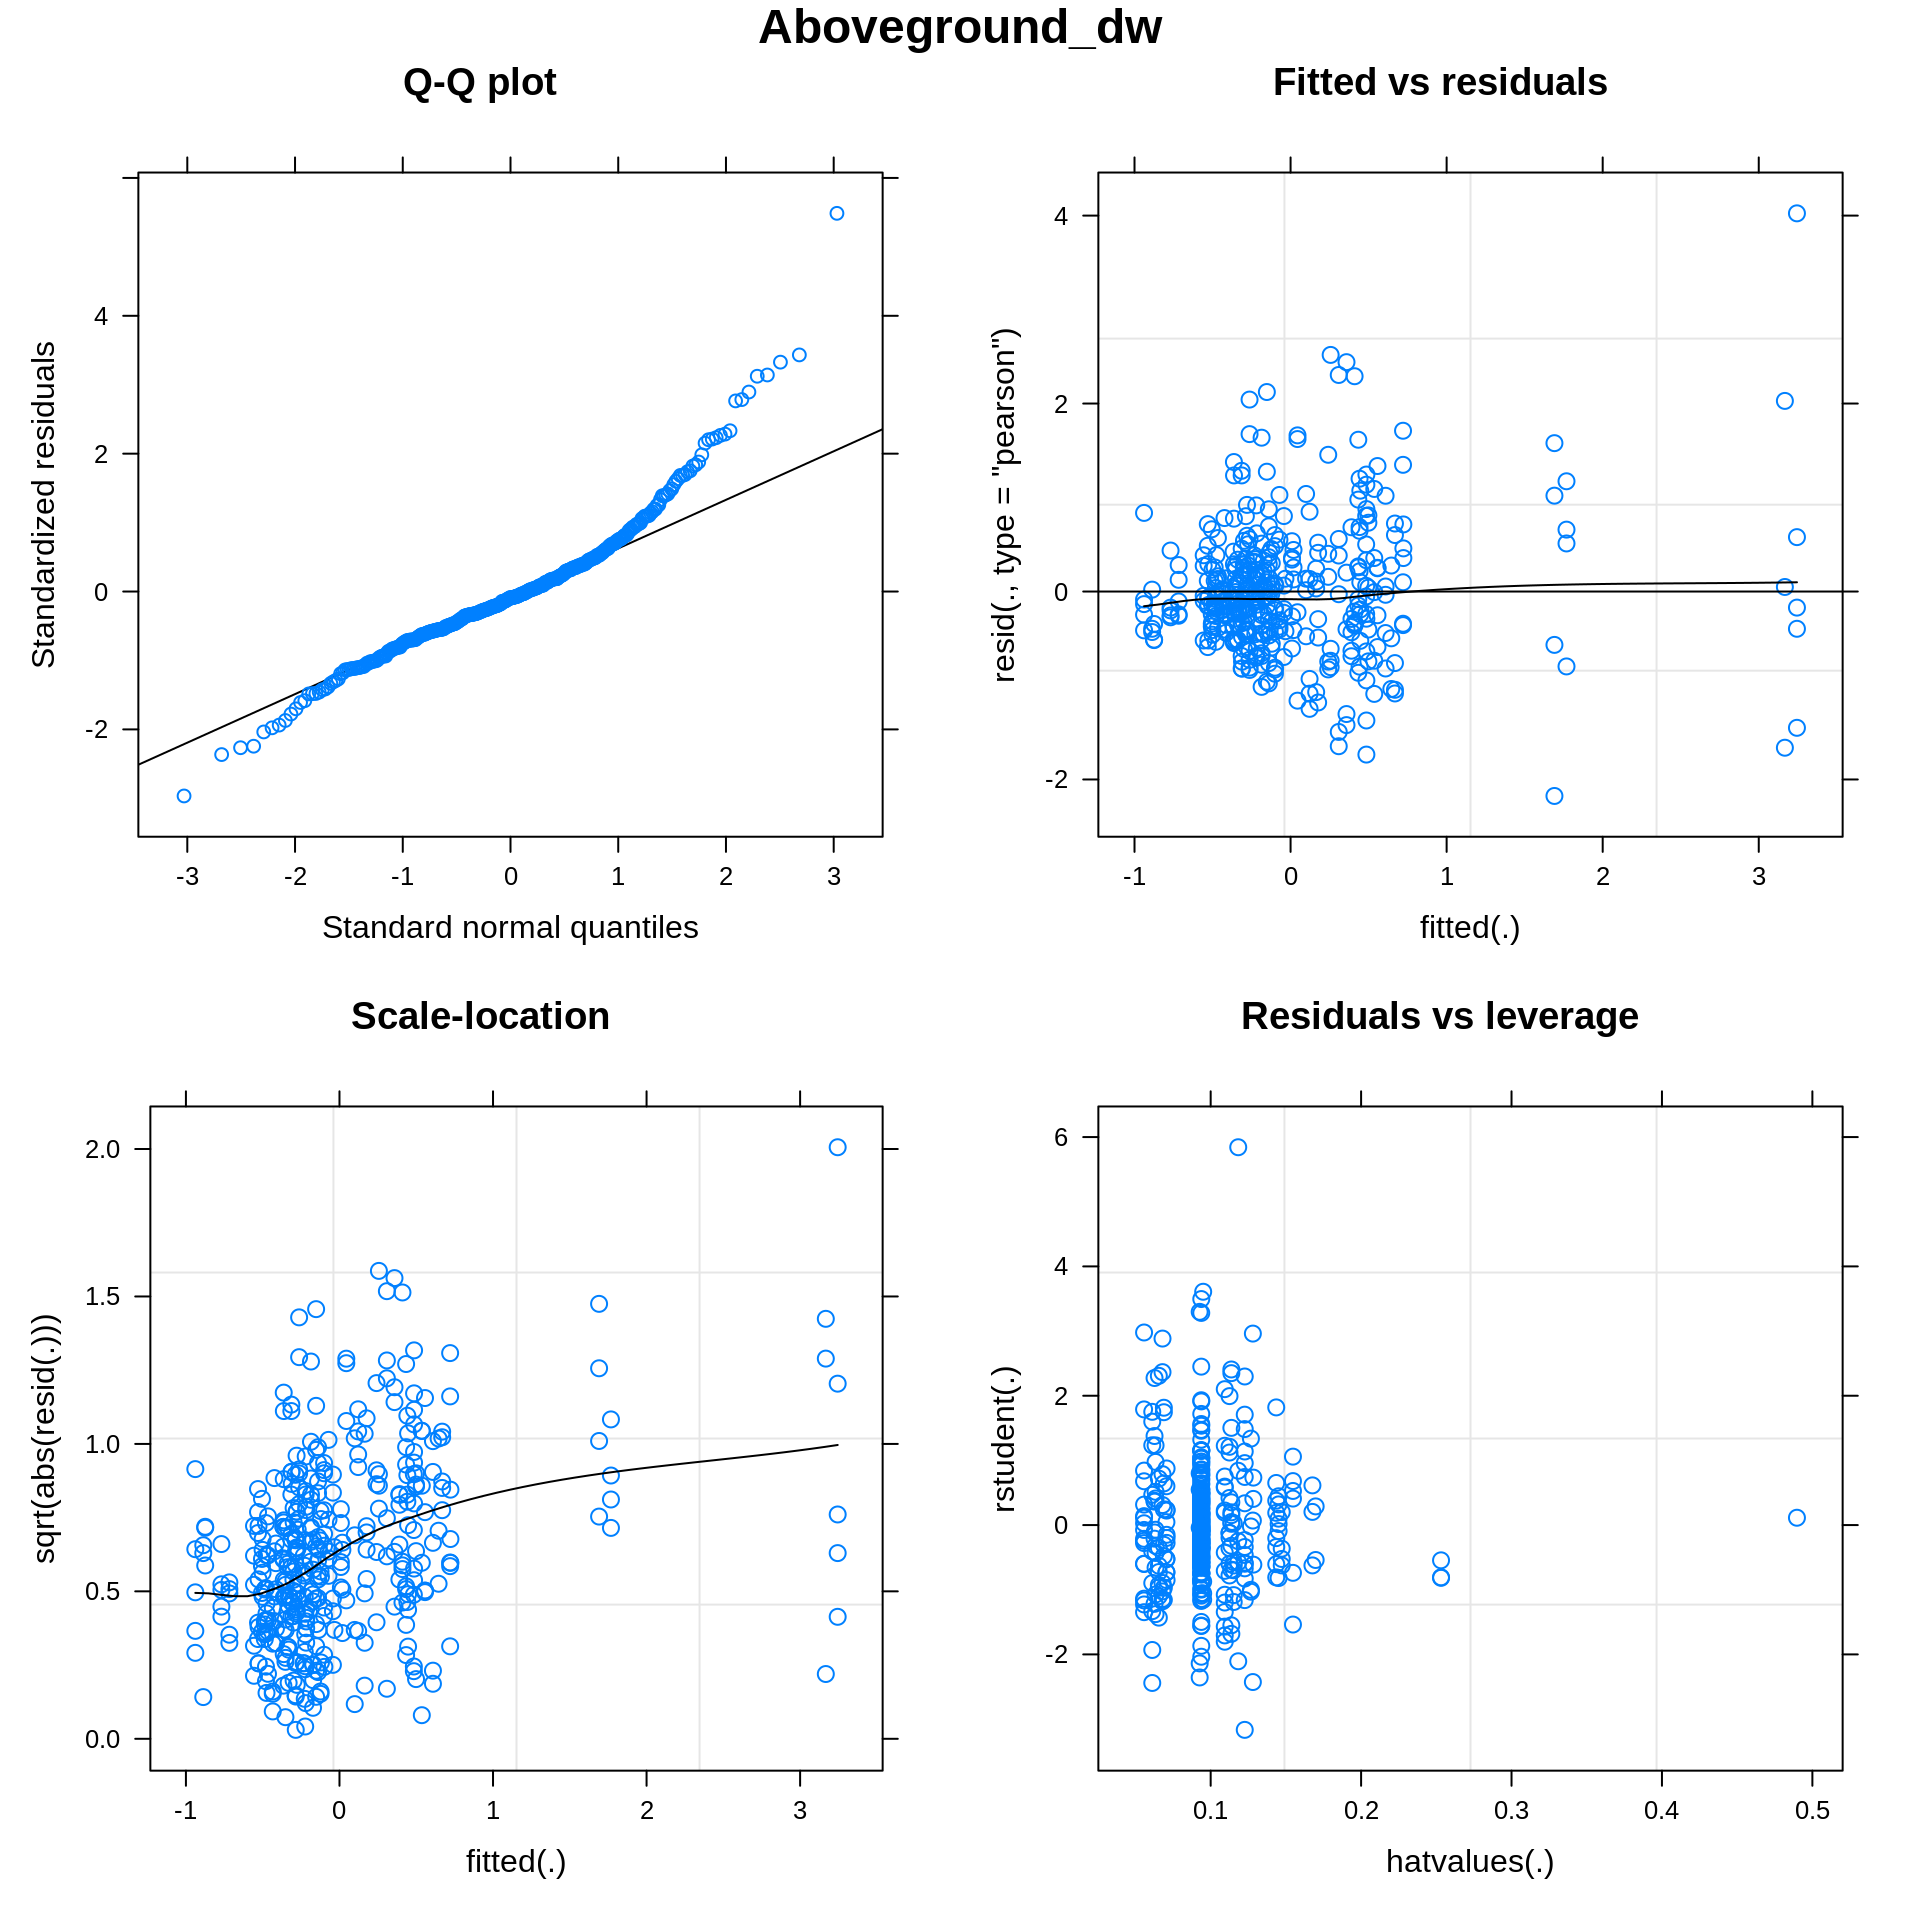 Aboveground_dw
Q-Q plot
Standardized residuals
4
2
0
-2
-3 -2 -1 0 1 2 3
Standard normal quantiles
Fitted vs residuals
resid(., type = "pearson")
4
2
0
-2
-1 0 1 2 3
fitted(.)
Scale-location
sqrt(abs(resid(.)))
2.0
1.5
1.0
0.5
0.0
-1 0 1 2 3
fitted(.)
Residuals vs leverage
rstudent(.)
6
4
2
0
-2
0.1 0.2 0.3 0.4 0.5
hatvalues(.)